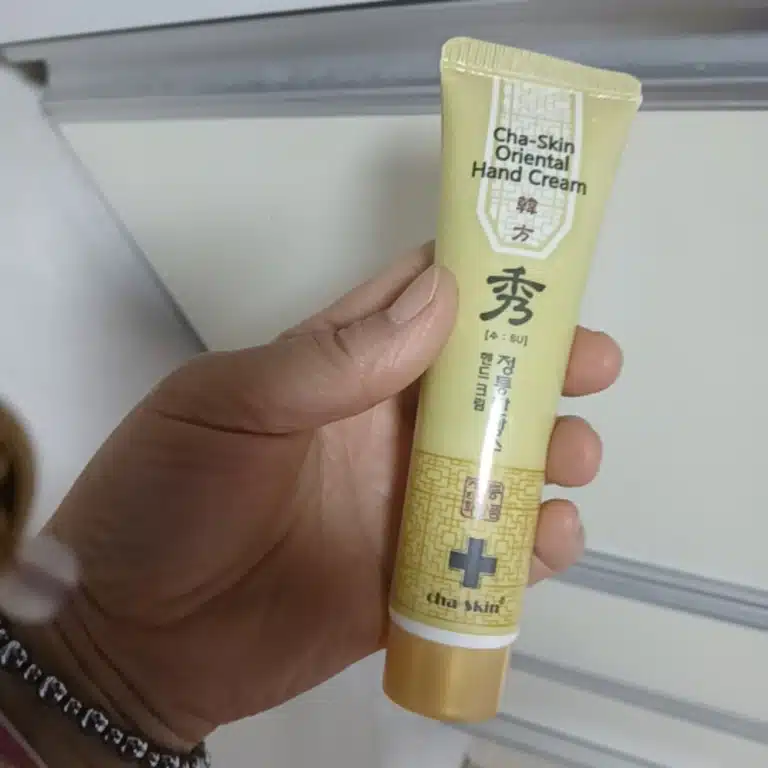 Cha-Skin
Oriental
Hand Cream
韓
方
秀
[수 : SU]
핸드크림
cha skin